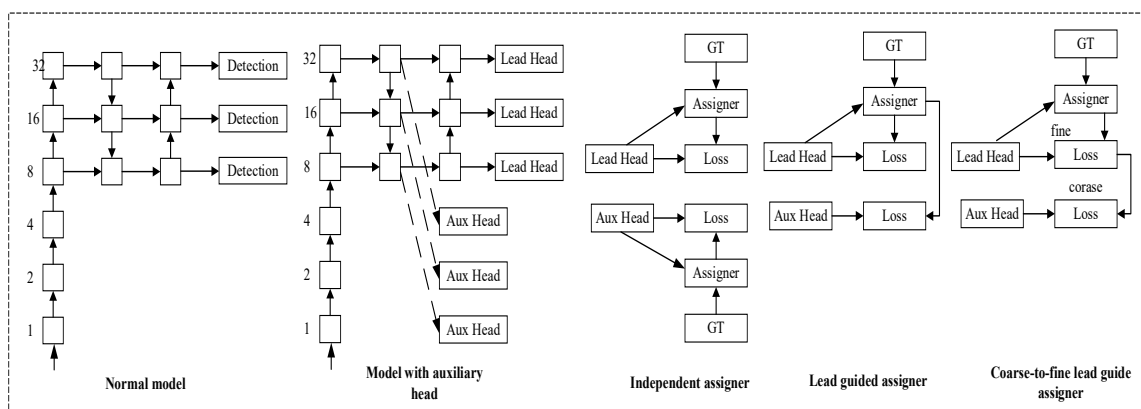 32
Detection
16
Detection
8
Detection
4
2
1
Normal model
32
Lead Head
16
Lead Head
8
Lead Head
4
Aux Head
2
Aux Head
1
Aux Head
Model with auxiliary
head
GT
Assigner
Lead Head
Loss
Aux Head
Loss
Assigner
GT
Independent assigner
GT
Assigner
Lead Head
Loss
Aux Head
Loss
Lead guided assigner
GT
Assigner
fine
Lead Head
Loss
corase
Aux Head
Loss
Coarse-to-fine lead guide
assigner